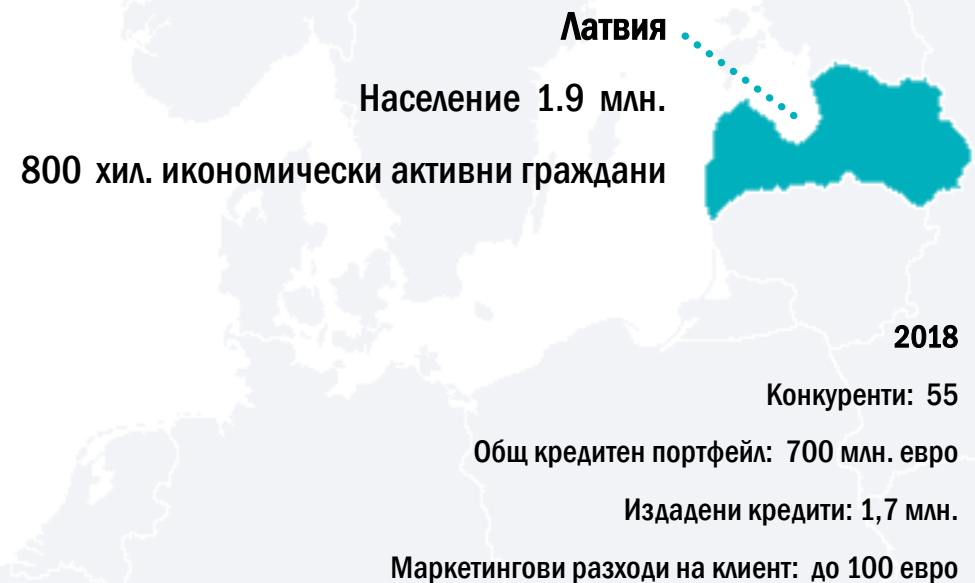 Латвия
Население 1.9 млн.
800 хил. икономически активни граждани
2018
Конкуренти: 55
Общ кредитен портфейл: 700 млн. евро
Издадени кредити: 1,7 млн.
Маркетингови разходи на клиент: до 100 евро